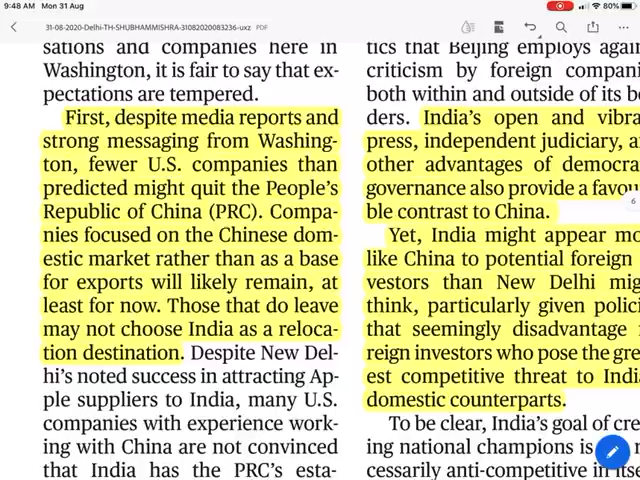 9:48 AM Mon 31 Aug
80%
31-08-2020-Delhi-TH-SHUBHAMMISHRA-31082020083236-uxz PDF
sations and companies here in
Washington, it is fair to say that ex-
pectations are tempered.
First, despite media reports and
strong messaging from Washing-
ton, fewer U.S. companies than
predicted might quit the People's
Republic of China (PRC). Compa-
nies focused on the Chinese dom-
estic market rather than as a base
for exports will likely remain, at
least for now. Those that do leave
may not choose India as a reloca-
tion destination. Despite New Del-
hi's noted success in attracting Ap-
ple suppliers to India, many U.S.
companies with experience work-
ing with China are not convinced
that India has the PRC's esta-
tics that Beijing employs again
criticism by foreign compani
both within and outside of its bo
ders. India's open and vibra
press, independent judiciary, a
other advantages of democra
governance also provide a favou
ble contrast to China.
Yet, India might appear mo
like China to potential foreign
vestors than New Delhi mig
think, particularly given polici
that seemingly disadvantage
reign investors who pose the gre
est competitive threat to India
domestic counterparts.
To be clear, India's goal of cre
ing national champions is
cessarily anti-competitive in itse
6